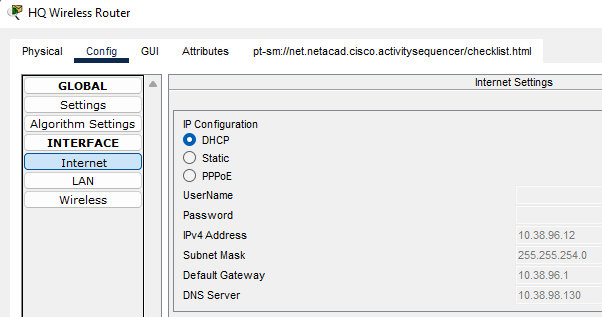 HQ Wireless Router
Physical Config GUI Attributes pt-sm://net.netacad.cisco.activitysequencer/checklist.html
GLOBAL
Settings
Algorithm Settings
INTERFACE
Internet
LAN
Wireless
Internet Settings
IP Configuration
DHCP
Static
PPPoE
UserName
Password
IPv4 Address 10.38.96.12
Subnet Mask 255.255.254.0
Default Gateway 10.38.96.1
DNS Server 10.38.98.130